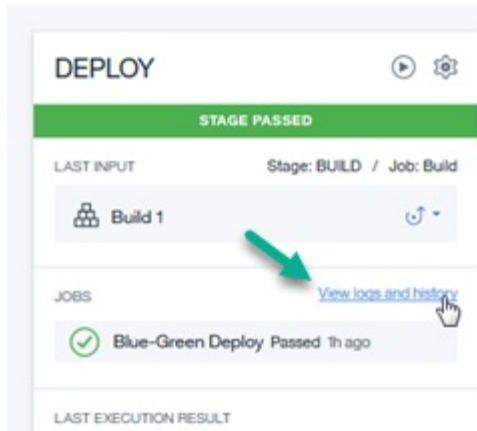 DEPLOY
STAGE PASSED
LAST INPUT Stage: BUILD / Job: Build
Build 1
JOBS View logs and history
Blue-Green Deploy Passed 1h ago
LAST EXECUTION RESULT